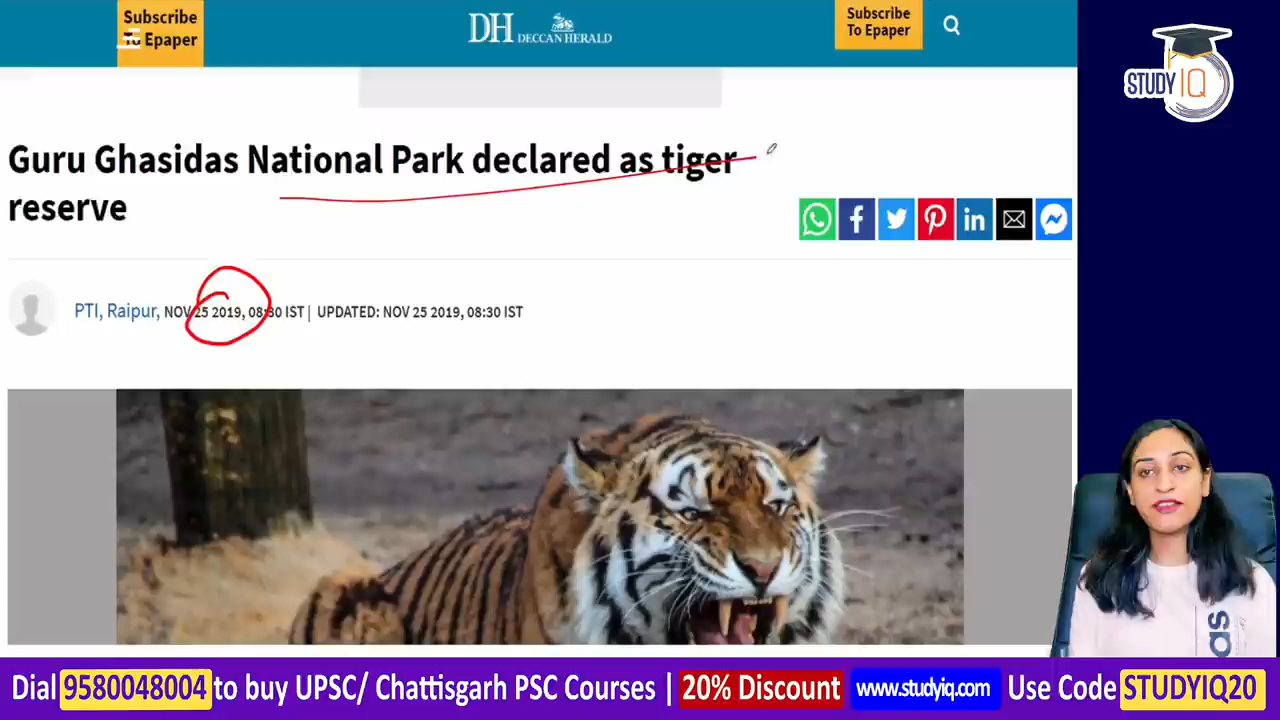 Subscribe
To Epaper
DH DECCAN HERALD
Subscribe
To Epaper
STUDY IQ
Guru Ghasidas National Park declared as tiger
reserve
PTI, Raipur, NOV 25 2019, 08:30 IST | UPDATED: NOV 25 2019, 08:30 IST
as
Dial 9580048004 to buy UPSC/ Chattisgarh PSC Courses | 20% Discount www.studyiq.com Use Code STUDYIQ20